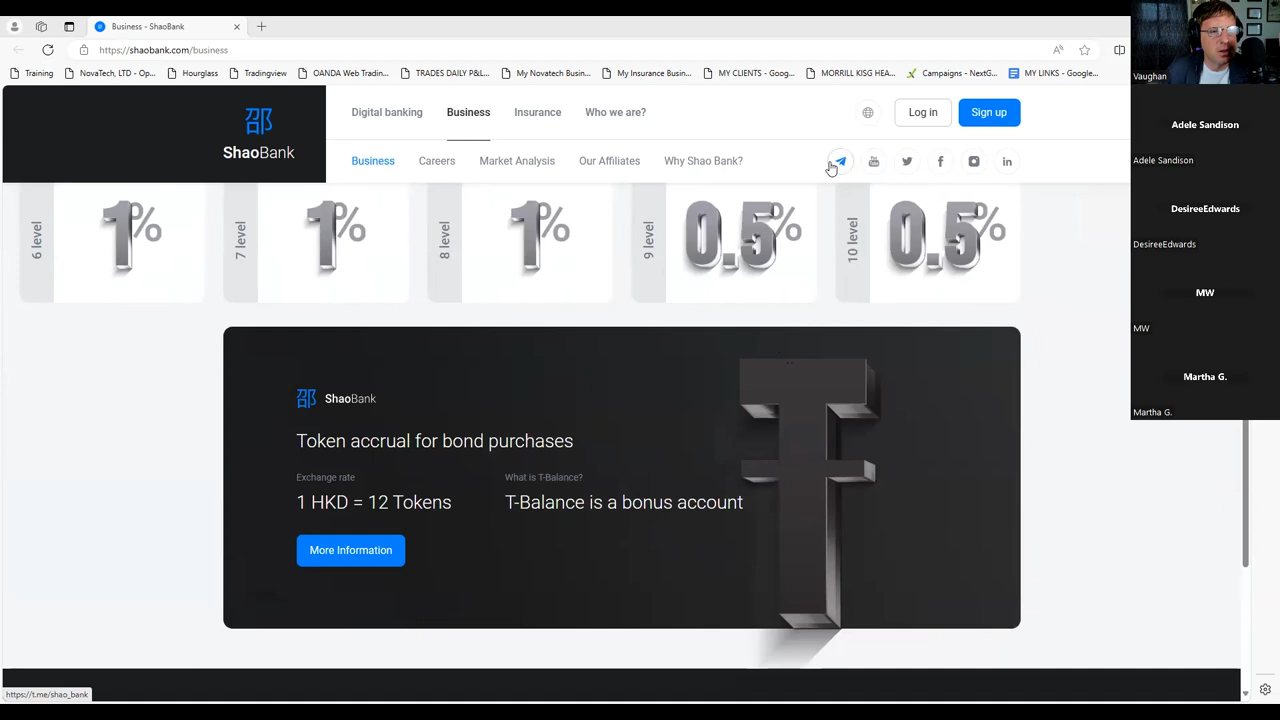 Business - ShaoBank
https://shaobank.com/business
Training
NovaTech, LTD - Op...
Hourglass
Tradingview
OANDA Web Tradin...
TRADES DAILY P&L...
My Novatech Busin...
My Insurance Busin...
MY CLIENTS - Goog...
MORRILL KISG HEA...
Campaigns - NextG...
MY LINKS - Google...
Vaughan
邵
ShaoBank
Digital banking
Business
Insurance
Who we are?
Log in
Sign up
Business
Careers
Market Analysis
Our Affiliates
Why Shao Bank?
6 level
1%
7 level
1%
8 level
1%
9 level
0.5%
10 level
0.5%
Adele Sandison
Adele Sandison
DesireeEdwards
DesireeEdwards
MW
MW
Martha G.
Martha G.
邵 ShaoBank
Token accrual for bond purchases
Exchange rate
What is T-Balance?
1 HKD = 12 Tokens
T-Balance is a bonus account
More Information
https://t.me/shao_bank